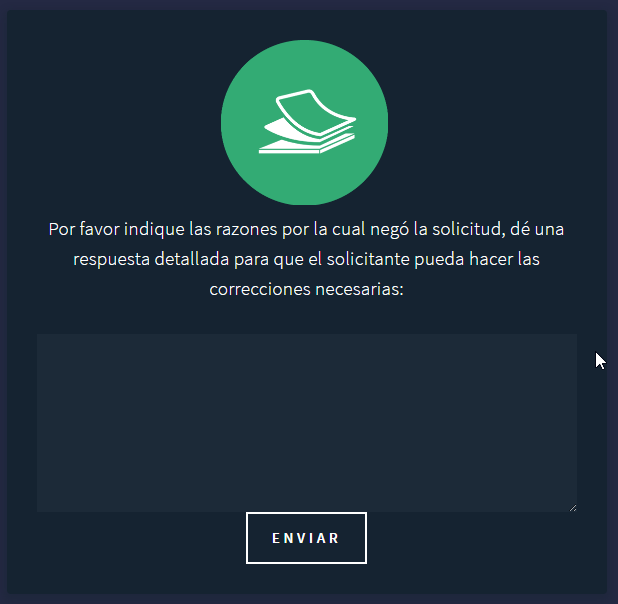 Por favor indique las razones por la cual negó la solicitud, dé una
respuesta detallada para que el solicitante pueda hacer las
correcciones necesarias:
ENVIAR